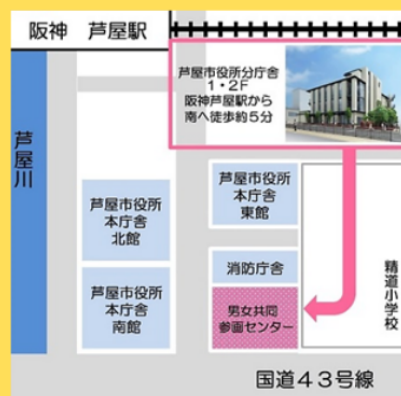 阪神　芦屋駅
芦屋市役所分庁舎
1・2F
阪神芦屋駅から
南へ徒歩約5分
芦屋川
芦屋市役所
本庁舎
北館
芦屋市役所
本庁舎
東館
芦屋市役所
本庁舎
南館
消防庁舎
男女共同
参画センター
精道小学校
国道43号線